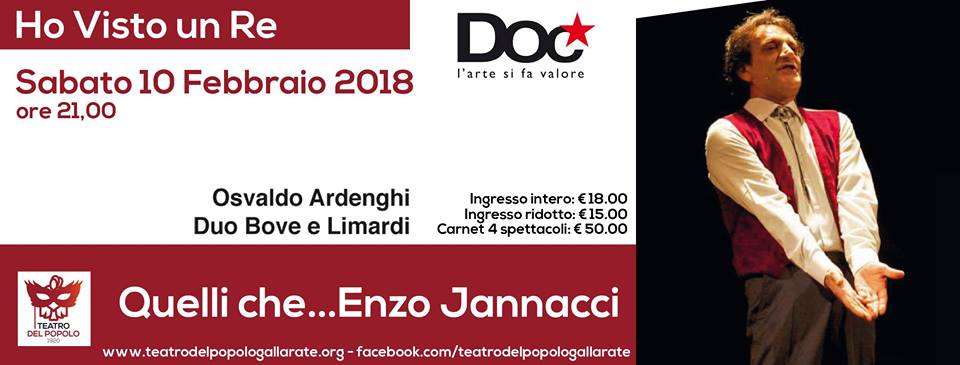 Ho Visto un Re
Sabato 10 Febbraio 2018
ore 21,00
Doc
l'arte si fa valore
Osvaldo Ardenghi
Duo Bove e Limardi
Ingresso intero: € 18.00
Ingresso ridotto: € 15.00
Carnet 4 spettacoli: € 50.00
TEATRO
DEL POPOLO
1920
Quelli che...Enzo Jannacci
www.teatrodelpopologallarate.org - facebook.com/teatrodelpopologallarate